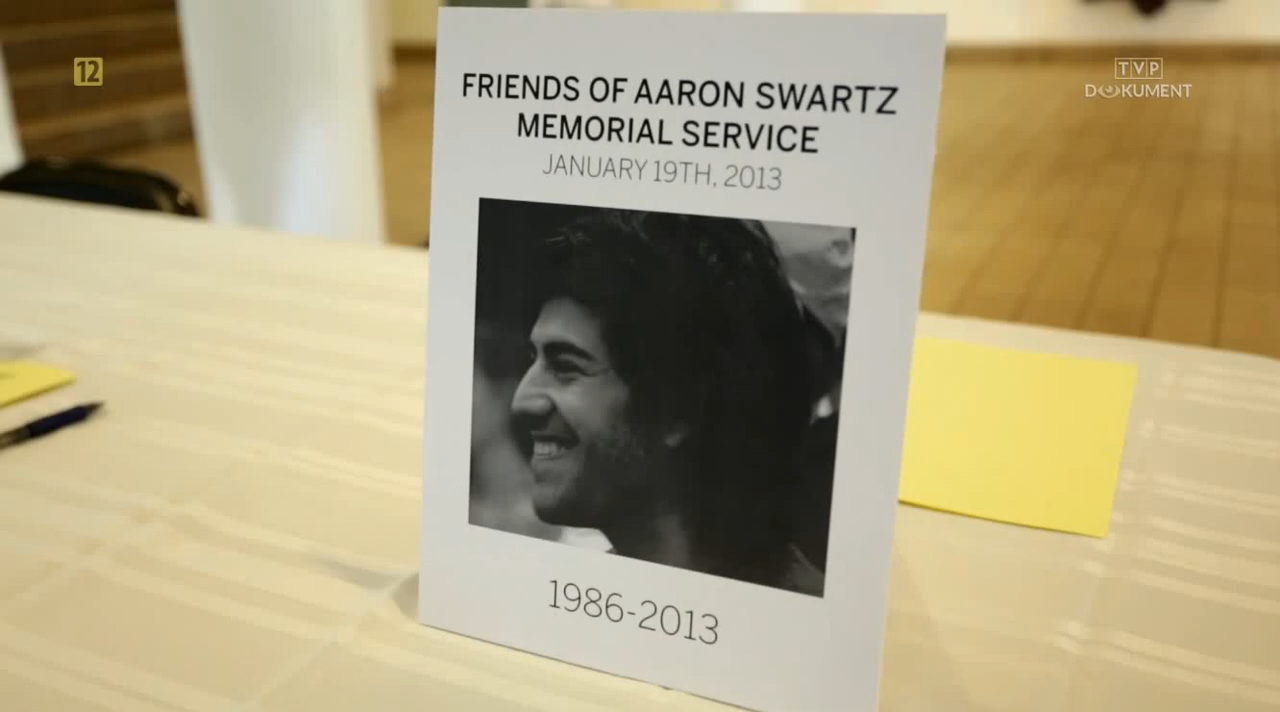 12
TVP
DOKUMENT
FRIENDS OF AARON SWARTZ
MEMORIAL SERVICE
JANUARY 19TH, 2013
1986-2013